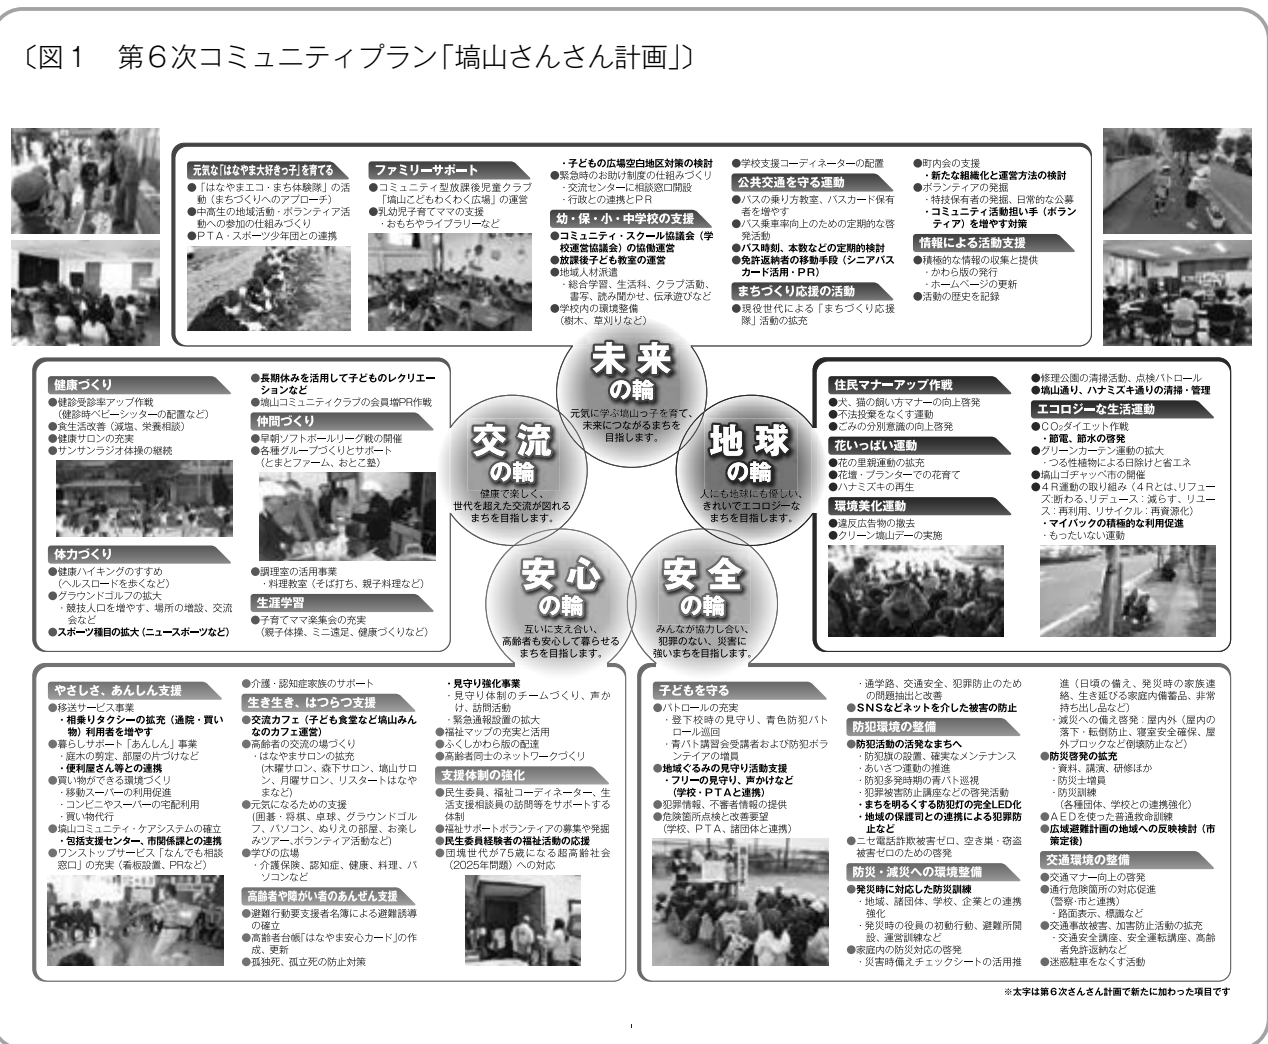 〔図１　第６次コミュニティプラン「塙山さんさん計画」〕
元気な「はなやま大好きっ子」を育てる
●「はなやまエコ・まち体験隊」の活
動（まちづくりへのアプローチ）
●中高生の地域活動・ボランティア活
動への参加の仕組みづくり
●ＰＴＡ・スポーツ少年団との連携
ファミリーサポート
●コミュニティ型放課後児童クラブ
「塙山こどもわくわく広場」の運営
●乳幼児子育てママの支援
・おもちやライブラリーなど
・子どもの広場空白地区対策の検討
●緊急時のお助け制度の仕組みづくり
・交流センターに相談窓口開設
・行政との連携とＰＲ
幼・保・小・中学校の支援
●コミュニティ・スクール協議会（学
校運営協議会）の協働運営
●放課後子ども教室の運営
●地域人材派遣
・総合学習、生活科、クラブ活動、
書写、読み聞かせ、伝承遊びなど
●学校内の環境整備
（樹木、草刈りなど）
●学校支援コーディネーターの配置
公共交通を守る運動
●バスの乗り方教室、バスカード保有
者を増やす
●バス乗車率向上のための定期的な啓
発活動
●バス時刻、本数などの定期的検討
●免許返納者の移動手段（シニアバス
カード活用・ＰＲ）
まちづくり応援の活動
●現役世代による「まちづくり応援
隊」活動の拡充
●町内会の支援
・新たな組織化と運営方法の検討
●ボランティアの発掘
・特技保有者の発掘、日常的な公募
・コミュニティ活動担い手（ボラン
ティア）を増やす対策
情報による活動支援
●積極的な情報の収集と提供
・かわら版の発行
・ホームページの更新
●活動の歴史を記録
未来
の輪
元気に学ぶ塙山っ子を育て、
未来につながるまちを
目指します。
健康づくり
●健診受診率アップ作戦
（健診時ベビーシッターの配置など）
●食生活改善（減塩、栄養相談）
●健康サロンの充実
●サンサンラジオ体操の継続
体力づくり
●健康ハイキングのすすめ
（ヘルスロードを歩くなど）
●グラウンドゴルフの拡大
・競技人口を増やす、場所の増設、交流
会など
●スポーツ種目の拡大（ニュースポーツなど）
●長期休みを活用して子どものレクリエー
ションなど
●塙山コミュニティクラブの会員増PR作戦
仲間づくり
●早朝ソフトボールリーグ戦の開催
●各種グループづくりとサポート
（とまとファーム、おとこ塾）
●調理室の活用事業
・料理教室（そば打ち、親子料理など）
生涯学習
●子育てママ楽集会の充実
（親子体操、ミニ遠足、健康づくりなど）
交流
の輪
健康で楽しく、
世代を超えた交流が図れる
まちを目指します。
地球
の輪
人にも地球にも優しい、
きれいでエコロジーな
まちを目指します。
住民マナーアップ作戦
●犬、猫の飼い方マナーの向上啓発
●不法投棄をなくす運動
●ごみの分別意識の向上啓発
花いっぱい運動
●花の里親運動の拡充
●花壇・プランターでの花育て
●ハナミズキの再生
環境美化運動
●違反広告物の撤去
●クリーン塙山デーの実施
●修理公園の清掃活動、点検パトロール
●塙山通り、ハナミズキ通りの清掃・管理
エコロジーな生活運動
●ＣＯ₂ダイエット作戦
・節電、節水の啓発
●グリーンカーテン運動の拡大
・つる性植物による日除けと省エネ
●塙山ゴチャッペ市の開催
●４Ｒ運動の取り組み（４Ｒとは、リフュー
ズ:断わる、リデュース：減らす、リユー
ス：再利用、リサイクル：再資源化）
・マイバックの積極的な利用促進
・もったいない運動
安心
の輪
互いに支え合い、
高齢者も安心して暮らせる
まちを目指します。
安全
の輪
みんなが協力し合い、
犯罪のない、災害に
強いまちを目指します。
やさしさ、あんしん支援
●移送サービス事業
・相乗りタクシーの拡充（通院・買い
物）利用者を増やす
●暮らしサポート「あんしん」事業
・庭木の剪定、部屋の片づけなど
・便利屋さん等との連携
●買い物ができる環境づくり
・移動スーパーの利用促進
・コンビニやスーパーの宅配利用
・買い物代行
●塙山コミュニティ・ケアシステムの確立
・包括支援センター、市関係課との連携
●ワンストップサービス「なんでも相談
窓口」の充実（看板設置、PRなど）
●介護・認知症家族のサポート
生き生き、はつらつ支援
●交流カフェ（子ども食堂など塙山みん
なのカフェ運営）
●高齢者の交流の場づくり
・はなやまサロンの拡充
（木曜サロン、森下サロン、塙山サロ
ン、月曜サロン、リスタートはなや
まなど）
●元気になるための支援
（囲碁・将棋、卓球、グラウンドゴル
フ、パソコン、ぬりえの部屋、お楽し
みツアー、ボランティア活動など）
●学びの広場
・介護保険、認知症、健康、料理、パ
ソコンなど
高齢者や障がい者のあんぜん支援
●避難行動要支援者名簿による避難誘導
の確立
●高齢者台帳「はなやま安心カード」の作
成、更新
●孤独死、孤立死の防止対策
・見守り強化事業
・見守り体制のチームづくり、声か
け、訪問活動
・緊急通報設置の拡大
●福祉マップの充実と活用
●ふくしかわら版の配達
●高齢者同士のネットワークづくり
支援体制の強化
●民生委員、福祉コーディネーター、生
活支援相談員の訪問等をサポートする
体制
●福祉サポートボランティアの募集や発掘
●民生委員経験者の福祉活動の応援
●団塊世代が75歳になる超高齢社会
（2025年問題）への対応
子どもを守る
●パトロールの充実
・登下校時の見守り、青色防犯パト
ロール巡回
・青パト講習会受講者および防犯ボラ
ンティアの増員
●地域ぐるみの見守り活動支援
・フリーの見守り、声かけなど
（学校・ＰＴＡと連携）
●犯罪情報、不審者情報の提供
●危険箇所点検と改善要望
（学校、ＰＴＡ、諸団体と連携）
・通学路、交通安全、犯罪防止のため
の問題抽出と改善
●ＳＮＳなどネットを介した被害の防止
防犯環境の整備
●防犯活動の活発なまちへ
・防犯旗の設置、確実なメンテナンス
・あいさつ運動の推進
・防犯多発時期の青パト巡視
・犯罪被害防止講座などの啓発活動
・まちを明るくする防犯灯の完全LED化
・地域の保護司との連携による犯罪防
止など
●ニセ電話詐欺被害ゼロ、空き巣・窃盗
被害ゼロのための啓発
防災・減災への環境整備
●発災時に対応した防災訓練
・地域、諸団体、学校、企業との連携
強化
・発災時の役員の初動行動、避難所開
設、運営訓練など
●家庭内の防災対応の啓発
・災害時備えチェックシートの活用推
進（日頃の備え、発災時の家族連
絡、生き延びる家庭内備蓄品、非常
持ち出し品など）
・減災への備え啓発：屋内外（屋内の
落下・転倒防止、寝室安全確保、屋
外ブロックなど倒壊防止など）
●防災啓発の拡充
・資料、講演、研修ほか
・防災士増員
・防災訓練
（各種団体、学校との連携強化）
●ＡＥＤを使った普通救命訓練
●広域避難計画の地域への反映検討（市
策定後）
交通環境の整備
●交通マナー向上の啓発
●通行危険箇所の対応促進
（警察・市と連携）
・路面表示、標識など
●交通事故被害、加害防止活動の拡充
・交通安全講座、安全運転講座、高齢
者免許返納など
●迷惑駐車をなくす活動
※太字は第６次さんさん計画で新たに加わった項目です